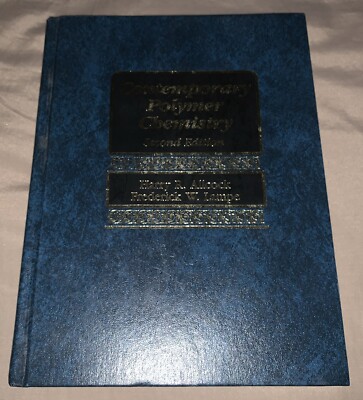 Contemporary
Polymer
Chemistry
Second Edition
Harry R. Allcock
Frederick W. Lampe